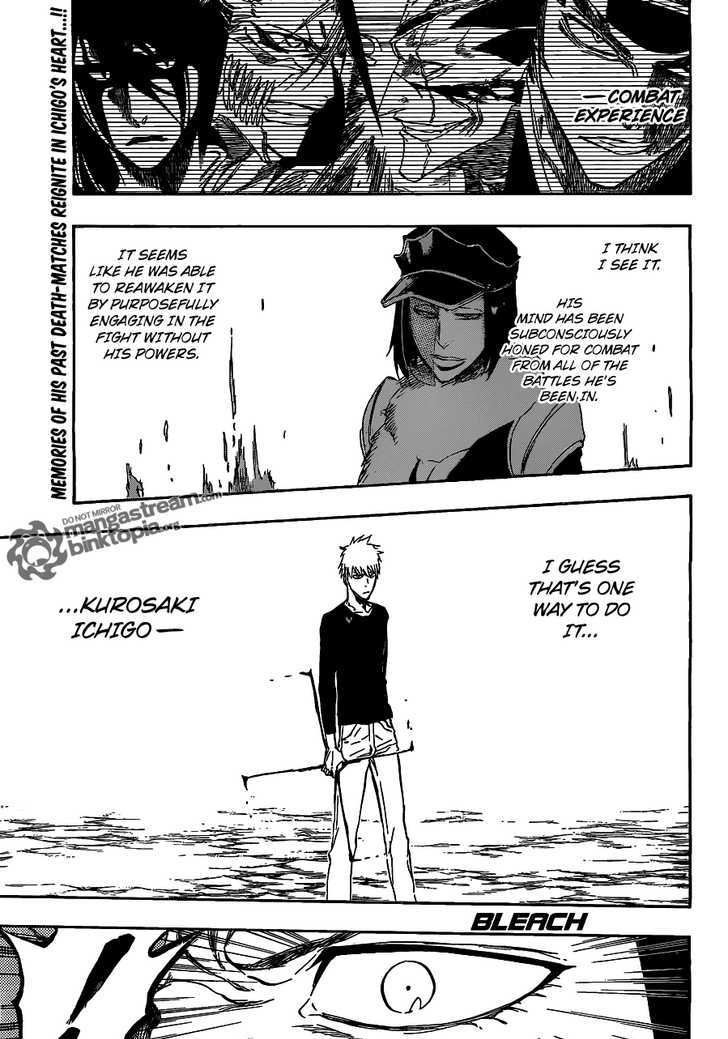 MEMORIES OF HIS PAST DEATH-MATCHES REIGNITE IN ICHIGO'S HEART...!!
—COMBAT
EXPERIENCE
I THINK
I SEE IT.
HIS
MIND HAS BEEN
SUBCONSCIOUSLY
HONED FOR COMBAT
FROM ALL OF THE
BATTLES HE'S
BEEN IN.
IT SEEMS
LIKE HE WAS ABLE
TO REAWAKEN IT
BY PURPOSEFULLY
ENGAGING IN THE
FIGHT WITHOUT
HIS POWERS.
DO NOT MIRROR
mangastream.com
binktopia.org
I GUESS
THAT'S ONE
WAY TO DO
IT...
...KUROSAKI
ICHIGO—
BLEACH